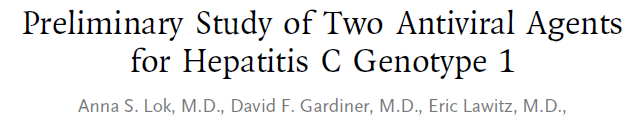 Preliminary Study of Two Antiviral Agents
for Hepatitis C Genotype 1
Anna S. Lok, M.D., David F. Gardiner, M.D., Eric Lawitz, M.D.,